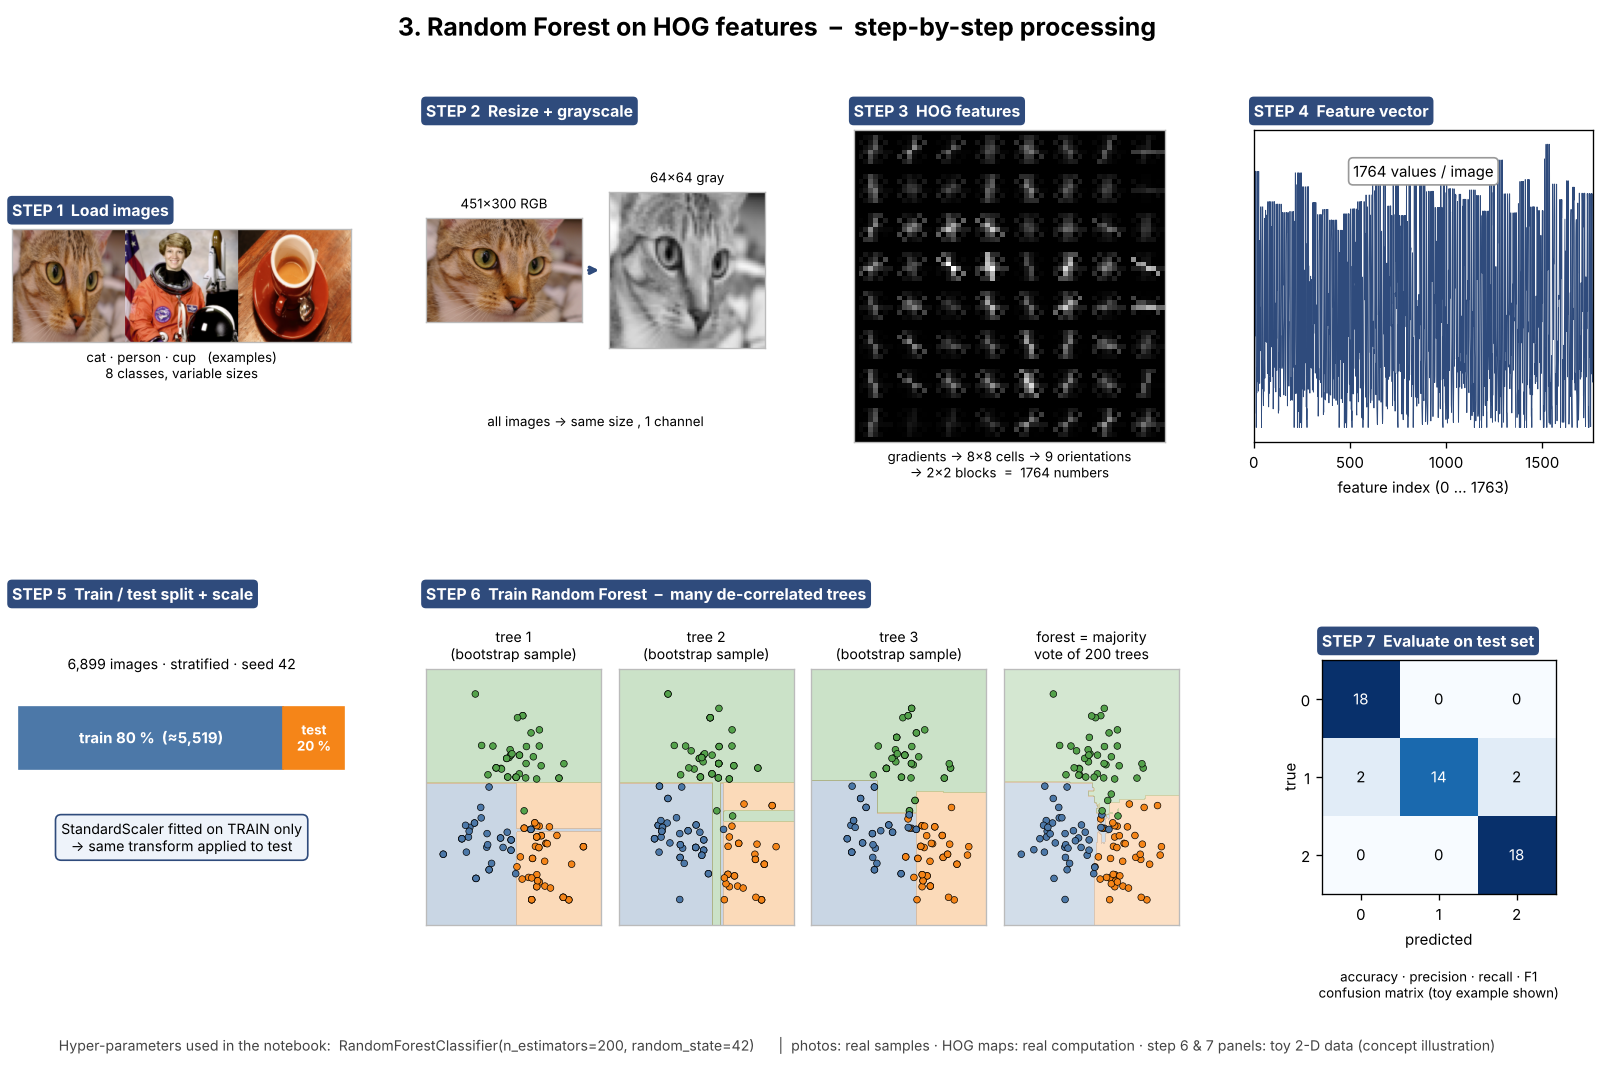 3. Random Forest on HOG features – step-by-step processing
STEP 1 Load images
cat · person · cup (examples)
8 classes, variable sizes
STEP 2 Resize + grayscale
451×300 RGB
64×64 gray
all images → same size , 1 channel
STEP 3 HOG features
gradients → 8×8 cells → 9 orientations
→ 2×2 blocks = 1764 numbers
STEP 4 Feature vector
1764 values / image
0 500 1000 1500
feature index (0 ... 1763)
STEP 5 Train / test split + scale
6,899 images · stratified · seed 42
train 80 % (≈5,519)
test
20 %
StandardScaler fitted on TRAIN only
→ same transform applied to test
STEP 6 Train Random Forest – many de-correlated trees
tree 1
(bootstrap sample)
tree 2
(bootstrap sample)
tree 3
(bootstrap sample)
forest = majority
vote of 200 trees
STEP 7 Evaluate on test set
true
0 18 0 0
1 2 14 2
2 0 0 18
0 1 2
predicted
accuracy · precision · recall · F1
confusion matrix (toy example shown)
Hyper-parameters used in the notebook: RandomForestClassifier(n_estimators=200, random_state=42) | photos: real samples · HOG maps: real computation · step 6 & 7 panels: toy 2-D data (concept illustration)